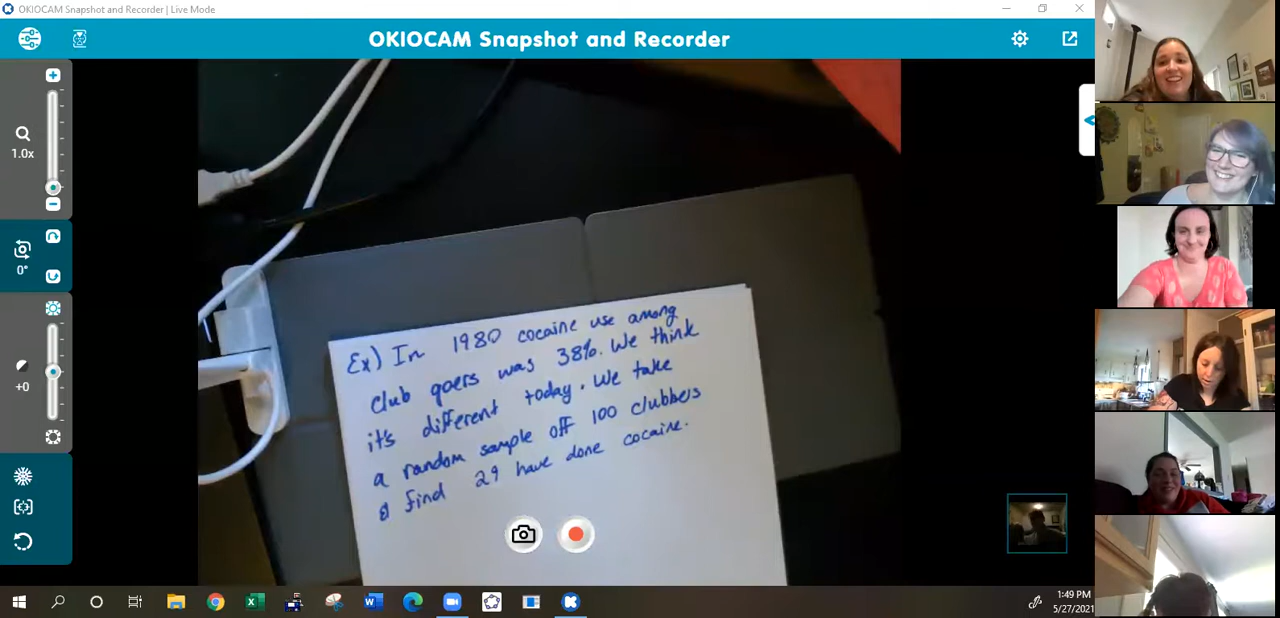 OKIOCAM Snapshot and Recorder | Live Mode
OKIOCAM Snapshot and Recorder
1.0x
0°
+0
Ex) In 1980 cocaine use among
club goers was 38%. We think
it's different today. We take
a random sample off 100 clubbers
& find 29 have done cocaine.
1:49 PM
5/27/2021